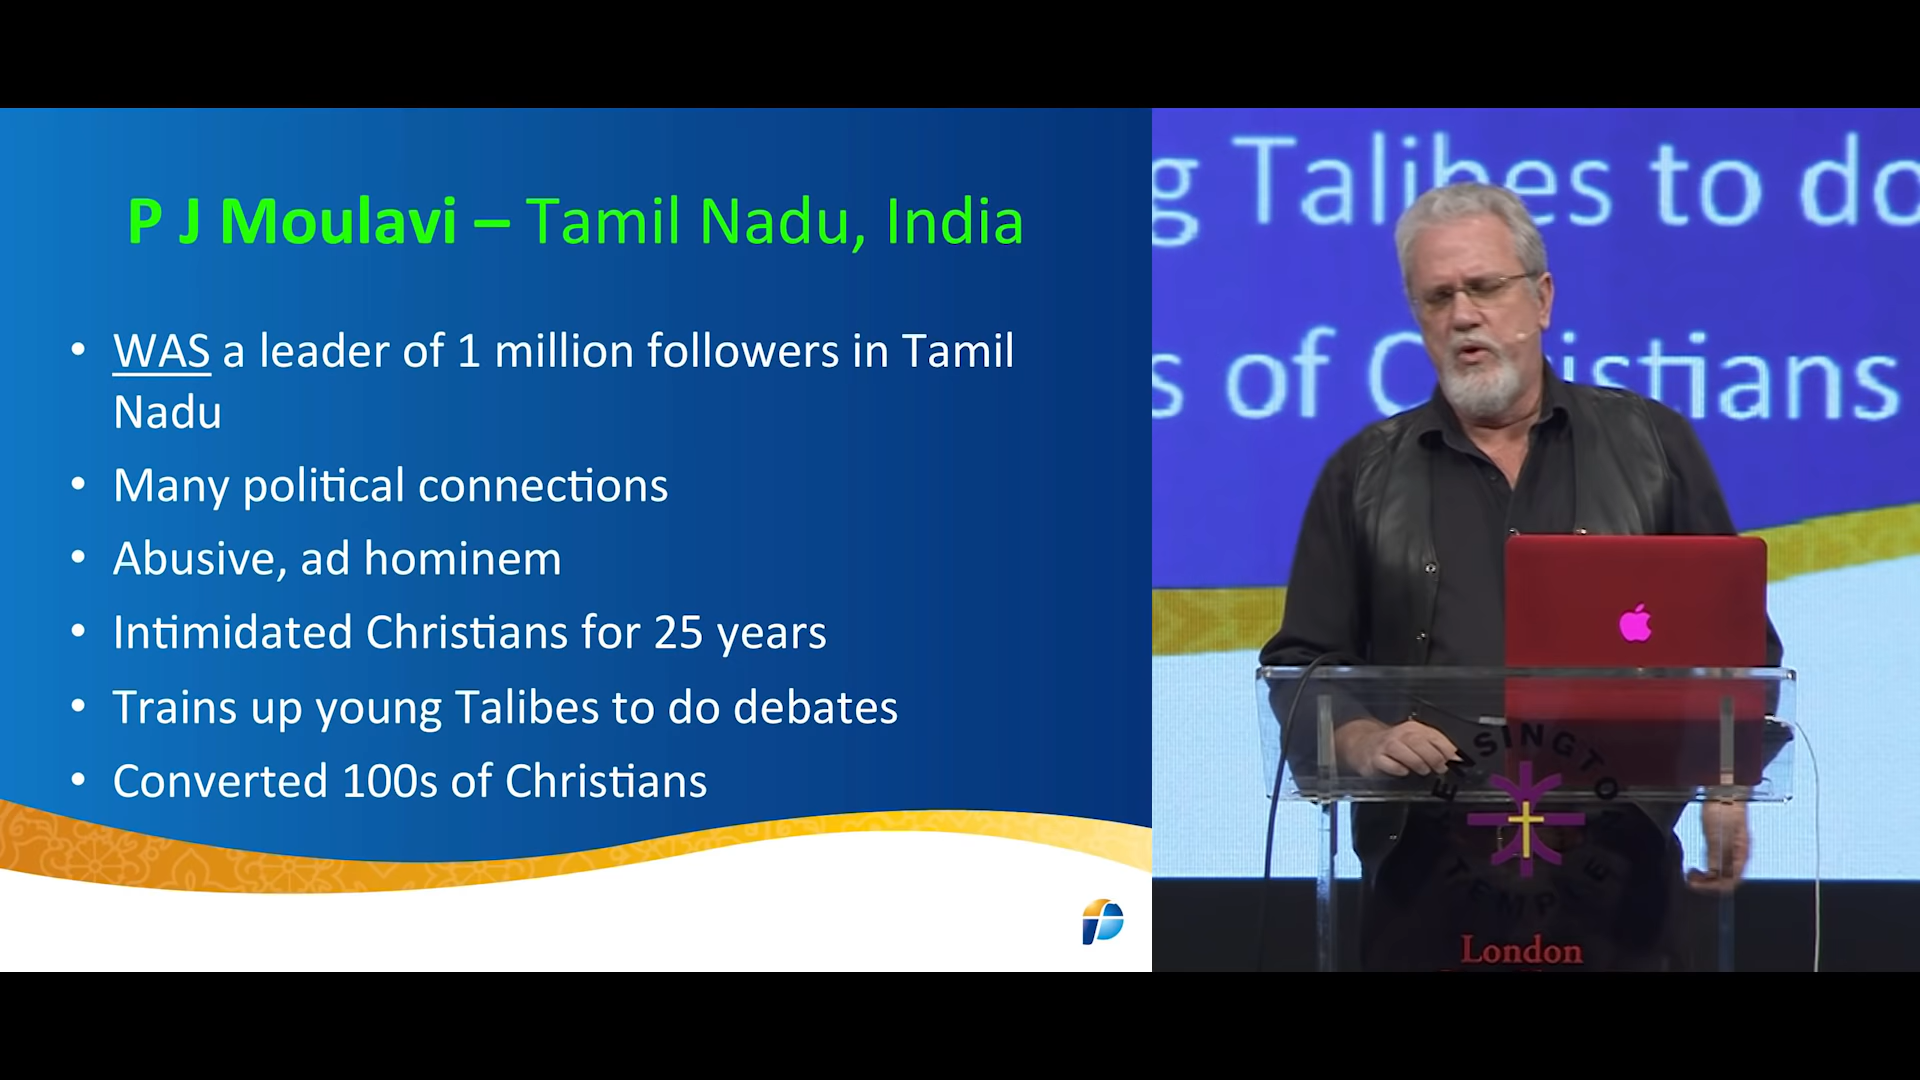 P J Moulavi – Tamil Nadu, India
• WAS a leader of 1 million followers in Tamil
Nadu
• Many political connections
• Abusive, ad hominem
• Intimidated Christians for 25 years
• Trains up young Talibes to do debates
• Converted 100s of Christians
g Talibes to do
s of Christians
KENSINGTON
TEMPLE
London